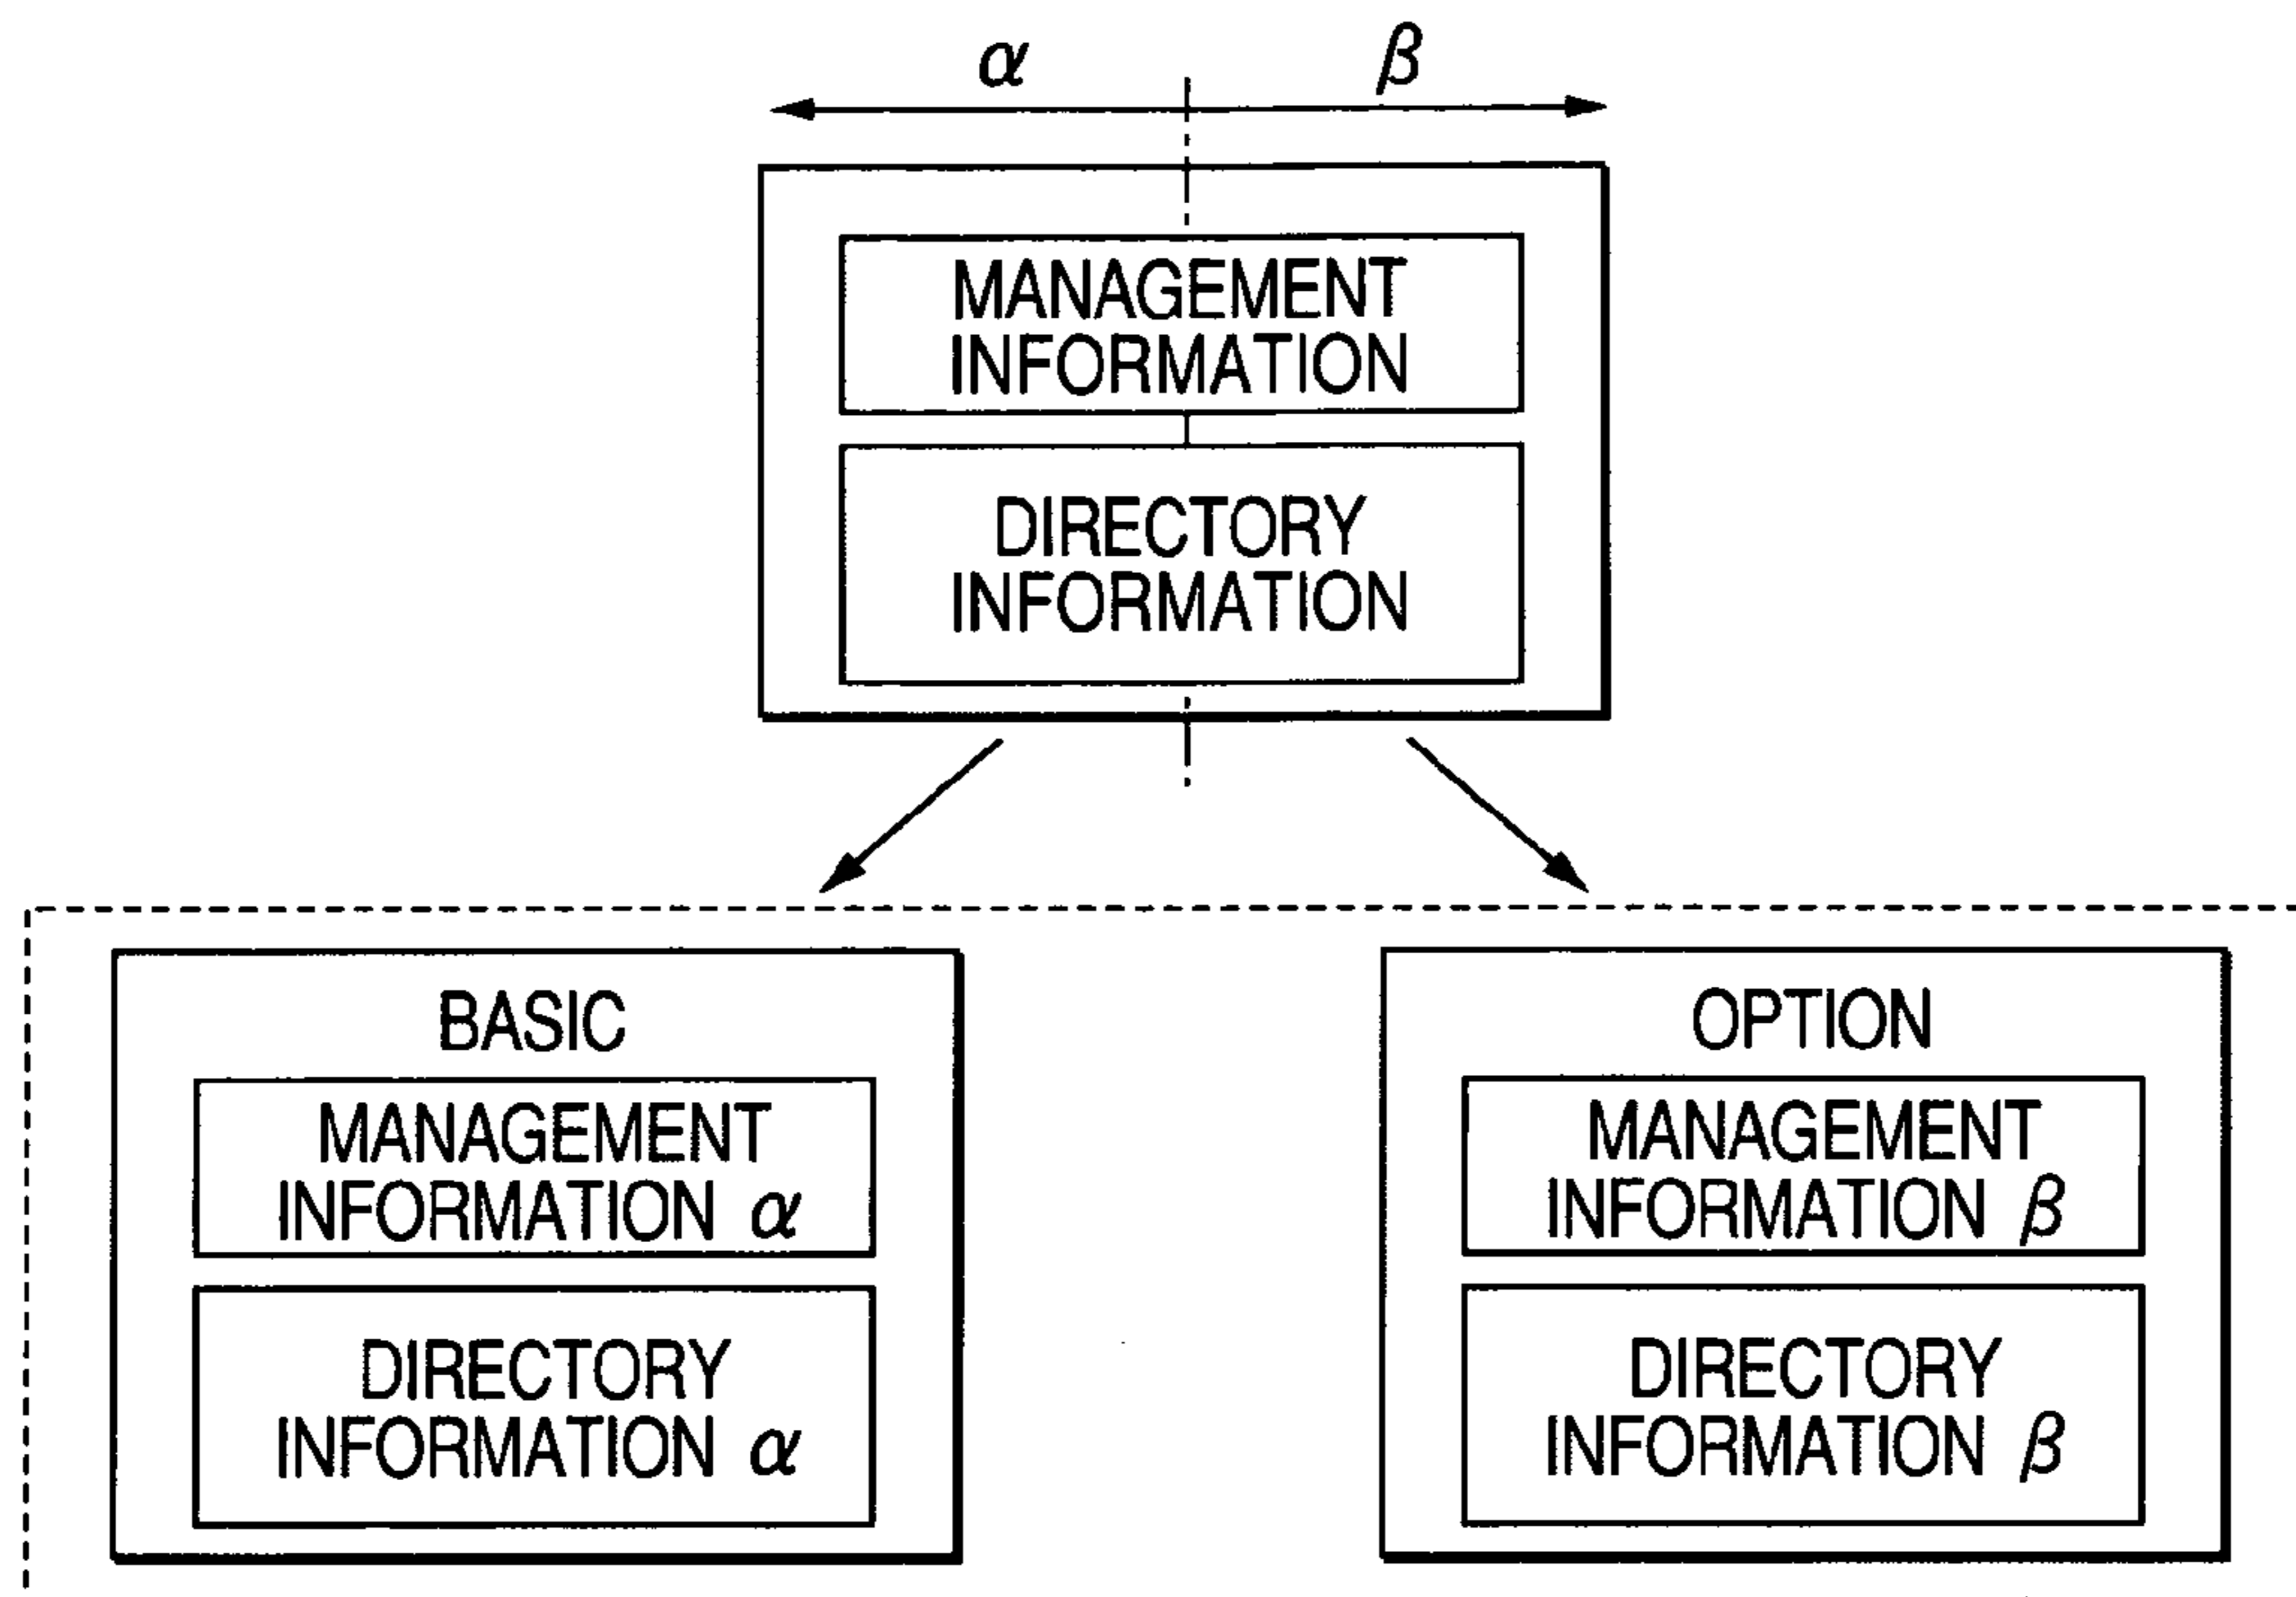 α β
MANAGEMENT
INFORMATION
DIRECTORY
INFORMATION
BASIC
MANAGEMENT
INFORMATION α
DIRECTORY
INFORMATION α
OPTION
MANAGEMENT
INFORMATION β
DIRECTORY
INFORMATION β